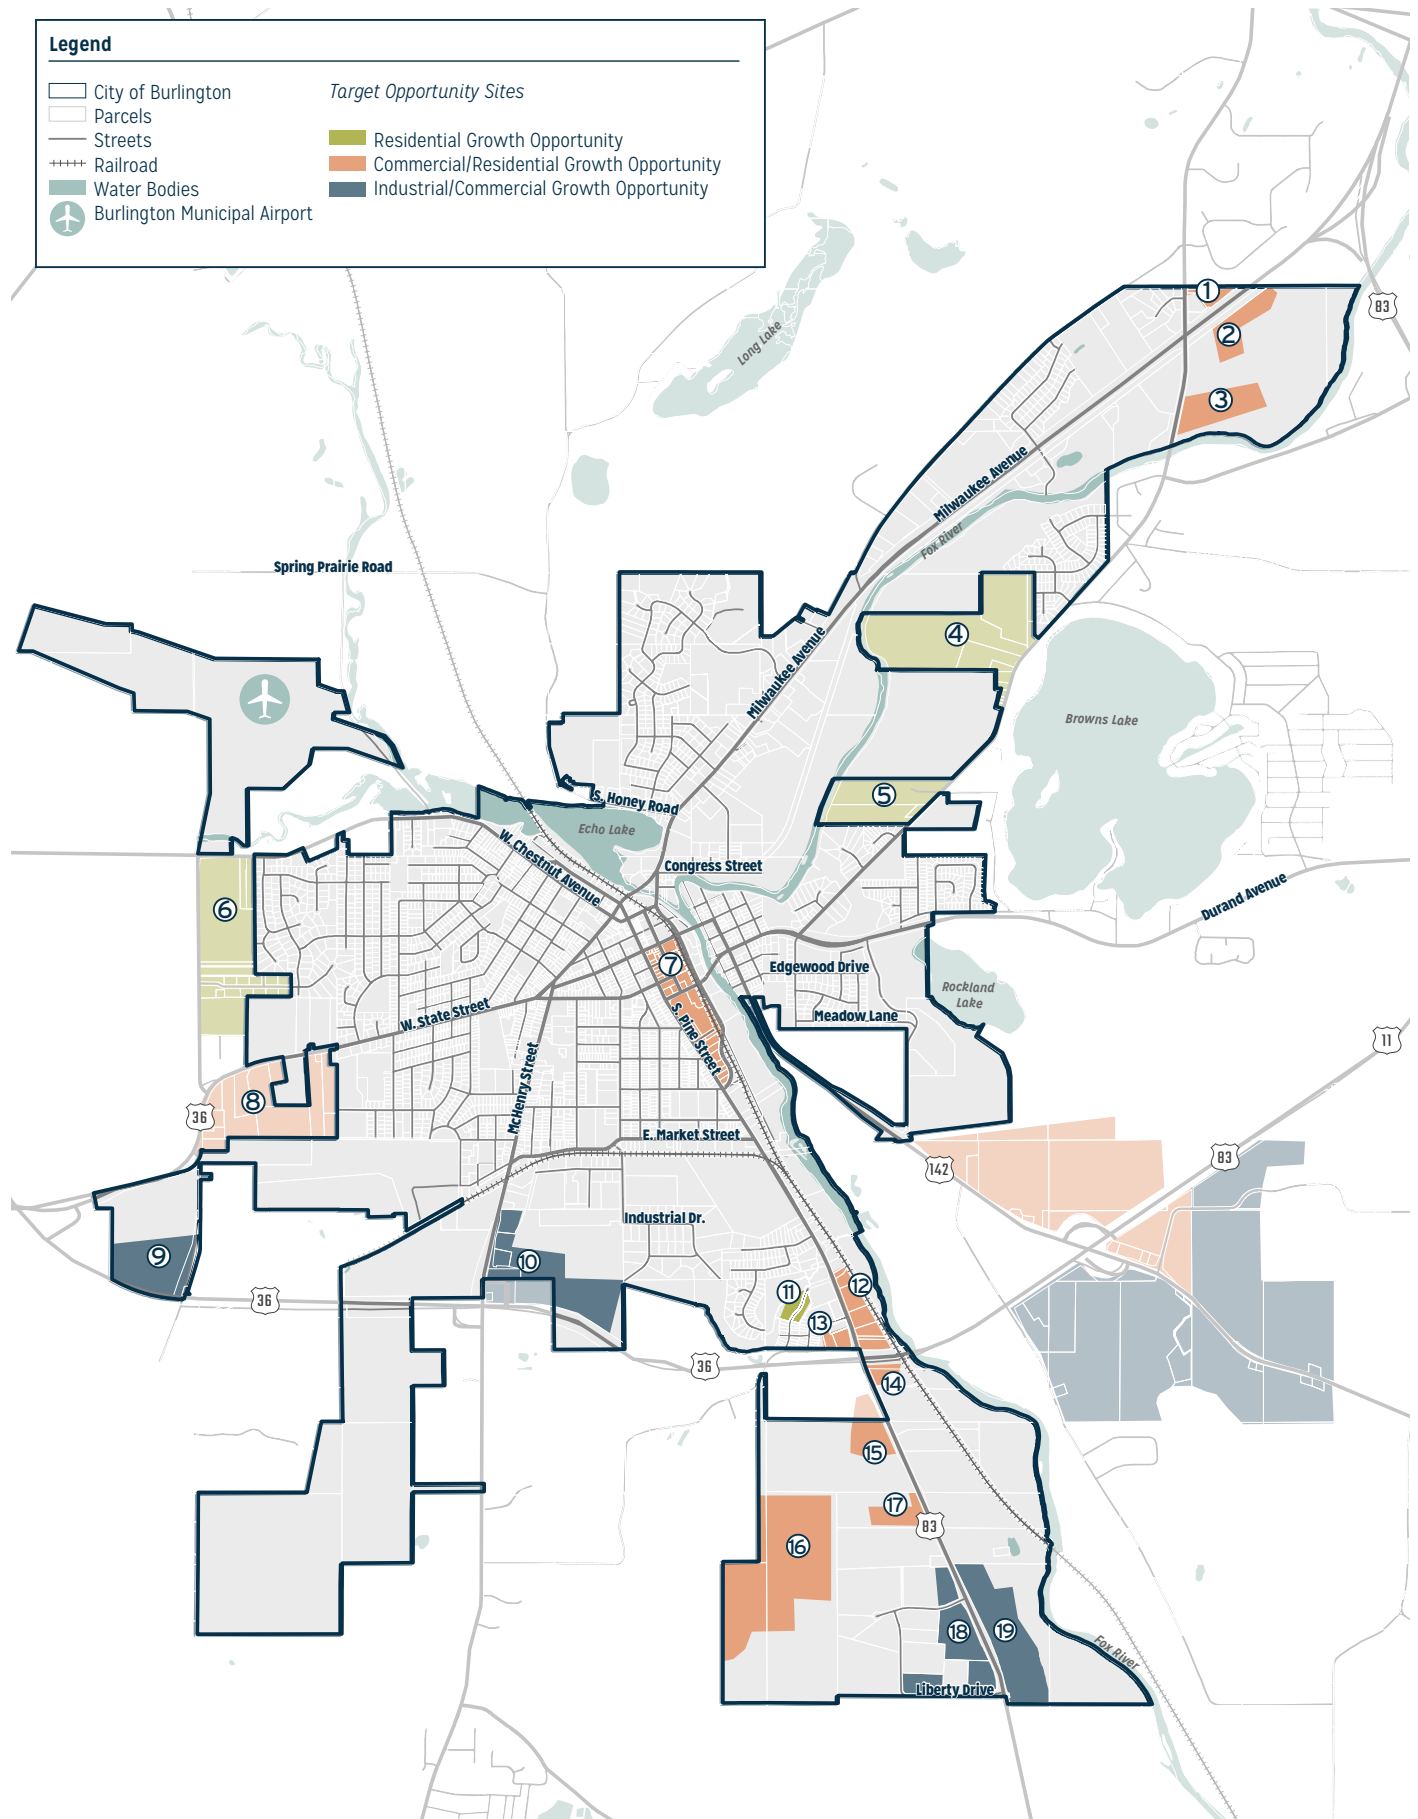 Legend
City of Burlington
Parcels
Streets
Railroad
Water Bodies
Burlington Municipal Airport
Target Opportunity Sites
Residential Growth Opportunity
Commercial/Residential Growth Opportunity
Industrial/Commercial Growth Opportunity
1
83
2
Long Lake
3
Milwaukee Avenue
Fox River
Spring Prairie Road
4
Milwaukee Avenue
Browns Lake
5
S. Honey Road
Echo Lake
W. Chestnut Avenue
Congress Street
Durand Avenue
6
7
Edgewood Drive
Rockland
Lake
W. State Street
S. Pine Street
Meadow Lane
11
McHenry Street
8
36
E. Market Street
142
83
Industrial Dr.
9
10
36
11
12
13
36
14
15
17
83
16
18
19
Fox River
Liberty Drive